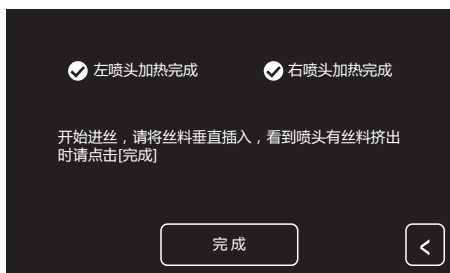 左喷头加热完成 右喷头加热完成
开始进丝，请将丝料垂直插入，看到喷头有丝料挤出
时请点击[完成]
完成